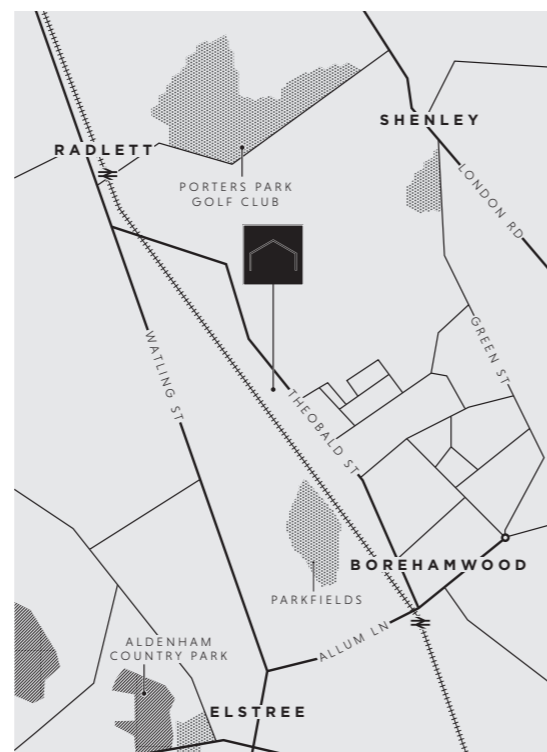 SHENLEY
RADLETT
PORTERS PARK
GOLF CLUB
LONDON RD
GREEN ST
WATLING ST
THEOBALD ST
BOREHAMWOOD
PARKFIELDS
ALLUM LN
ALDENHAM
COUNTRY PARK
ELSTREE